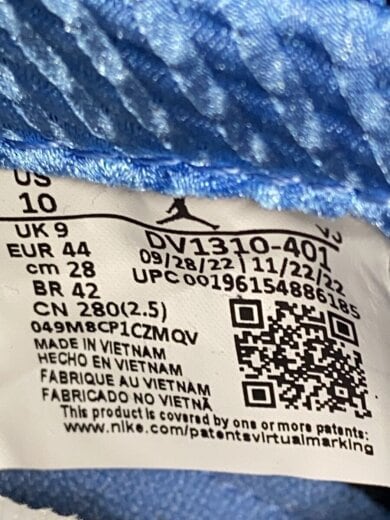 US
10
UK 9
EUR 44
cm 28
BR 42
CN 280(2.5)
049M8CP1CZMQV
DV1310-401
09/28/22 | 11/22/22
UPC 00196154886185
MADE IN VIETNAM
HECHO EN VIETNAM
FABRIQUE AU VIETNAM
FABRICADO NO VIETNÃ
This product is covered by one or more patents:
www.nike.com/patentsvirtualmarking